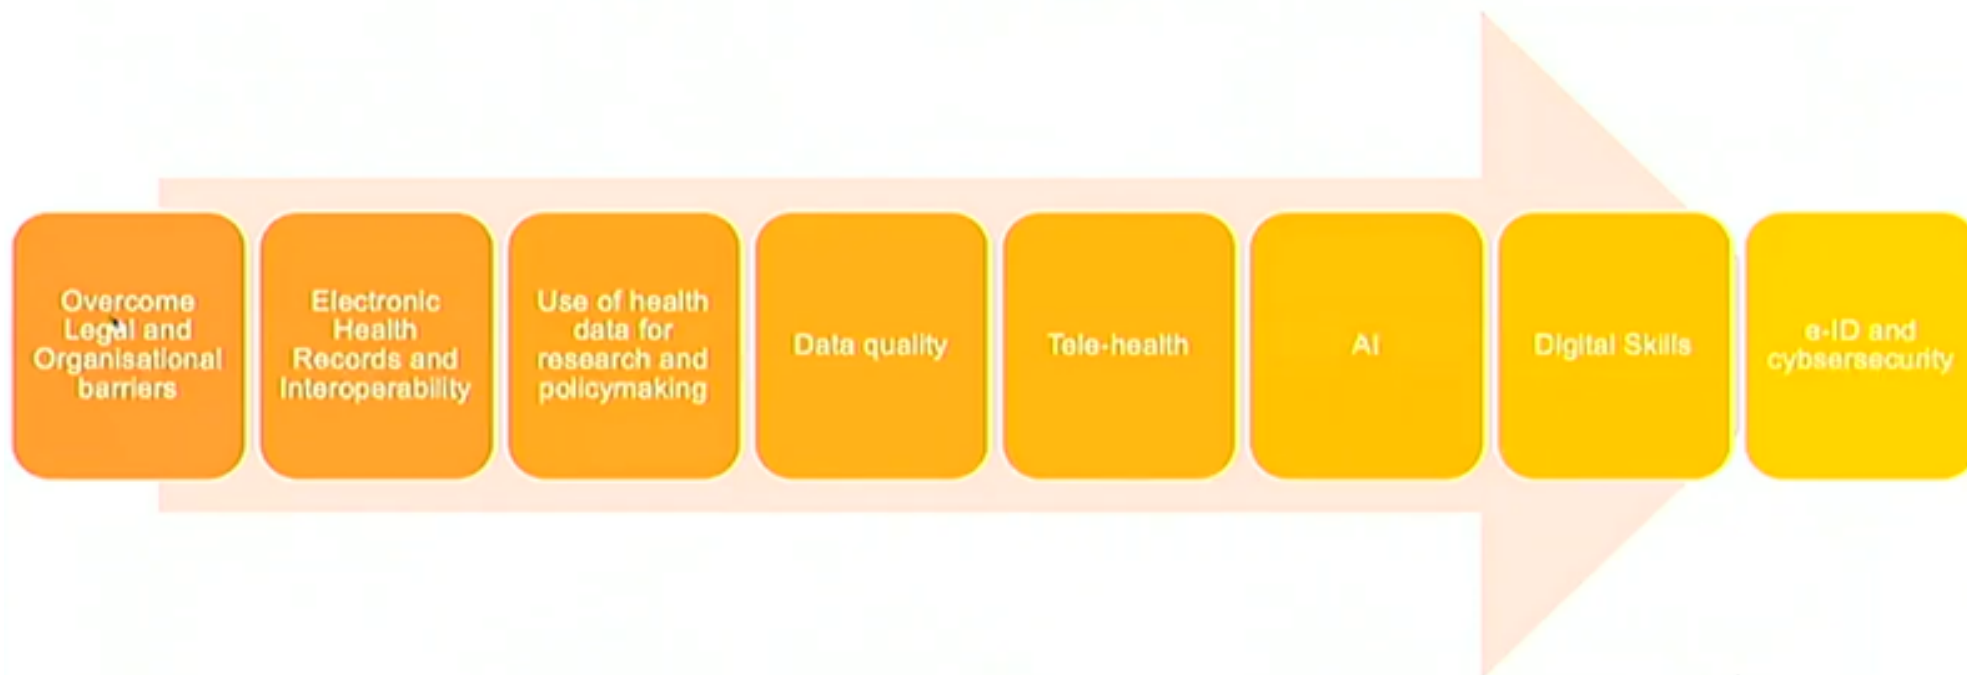 Overcome
Legal and
Organisational
barriers
Electronic
Health
Records and
Interoperability
Use of health
data for
research and
policymaking
Data quality
Tele-health
AI
Digital Skills
e-ID and
cybsersecurity